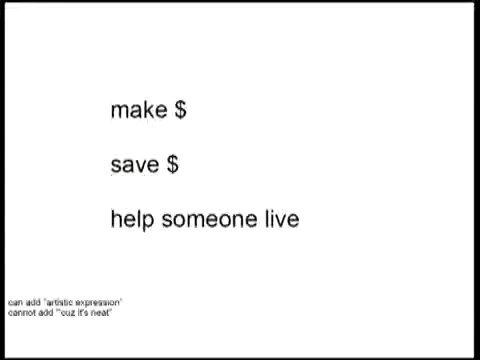 make $
save $
help someone live
can add "artistic expression"
cannot add "'cuz it's neat"